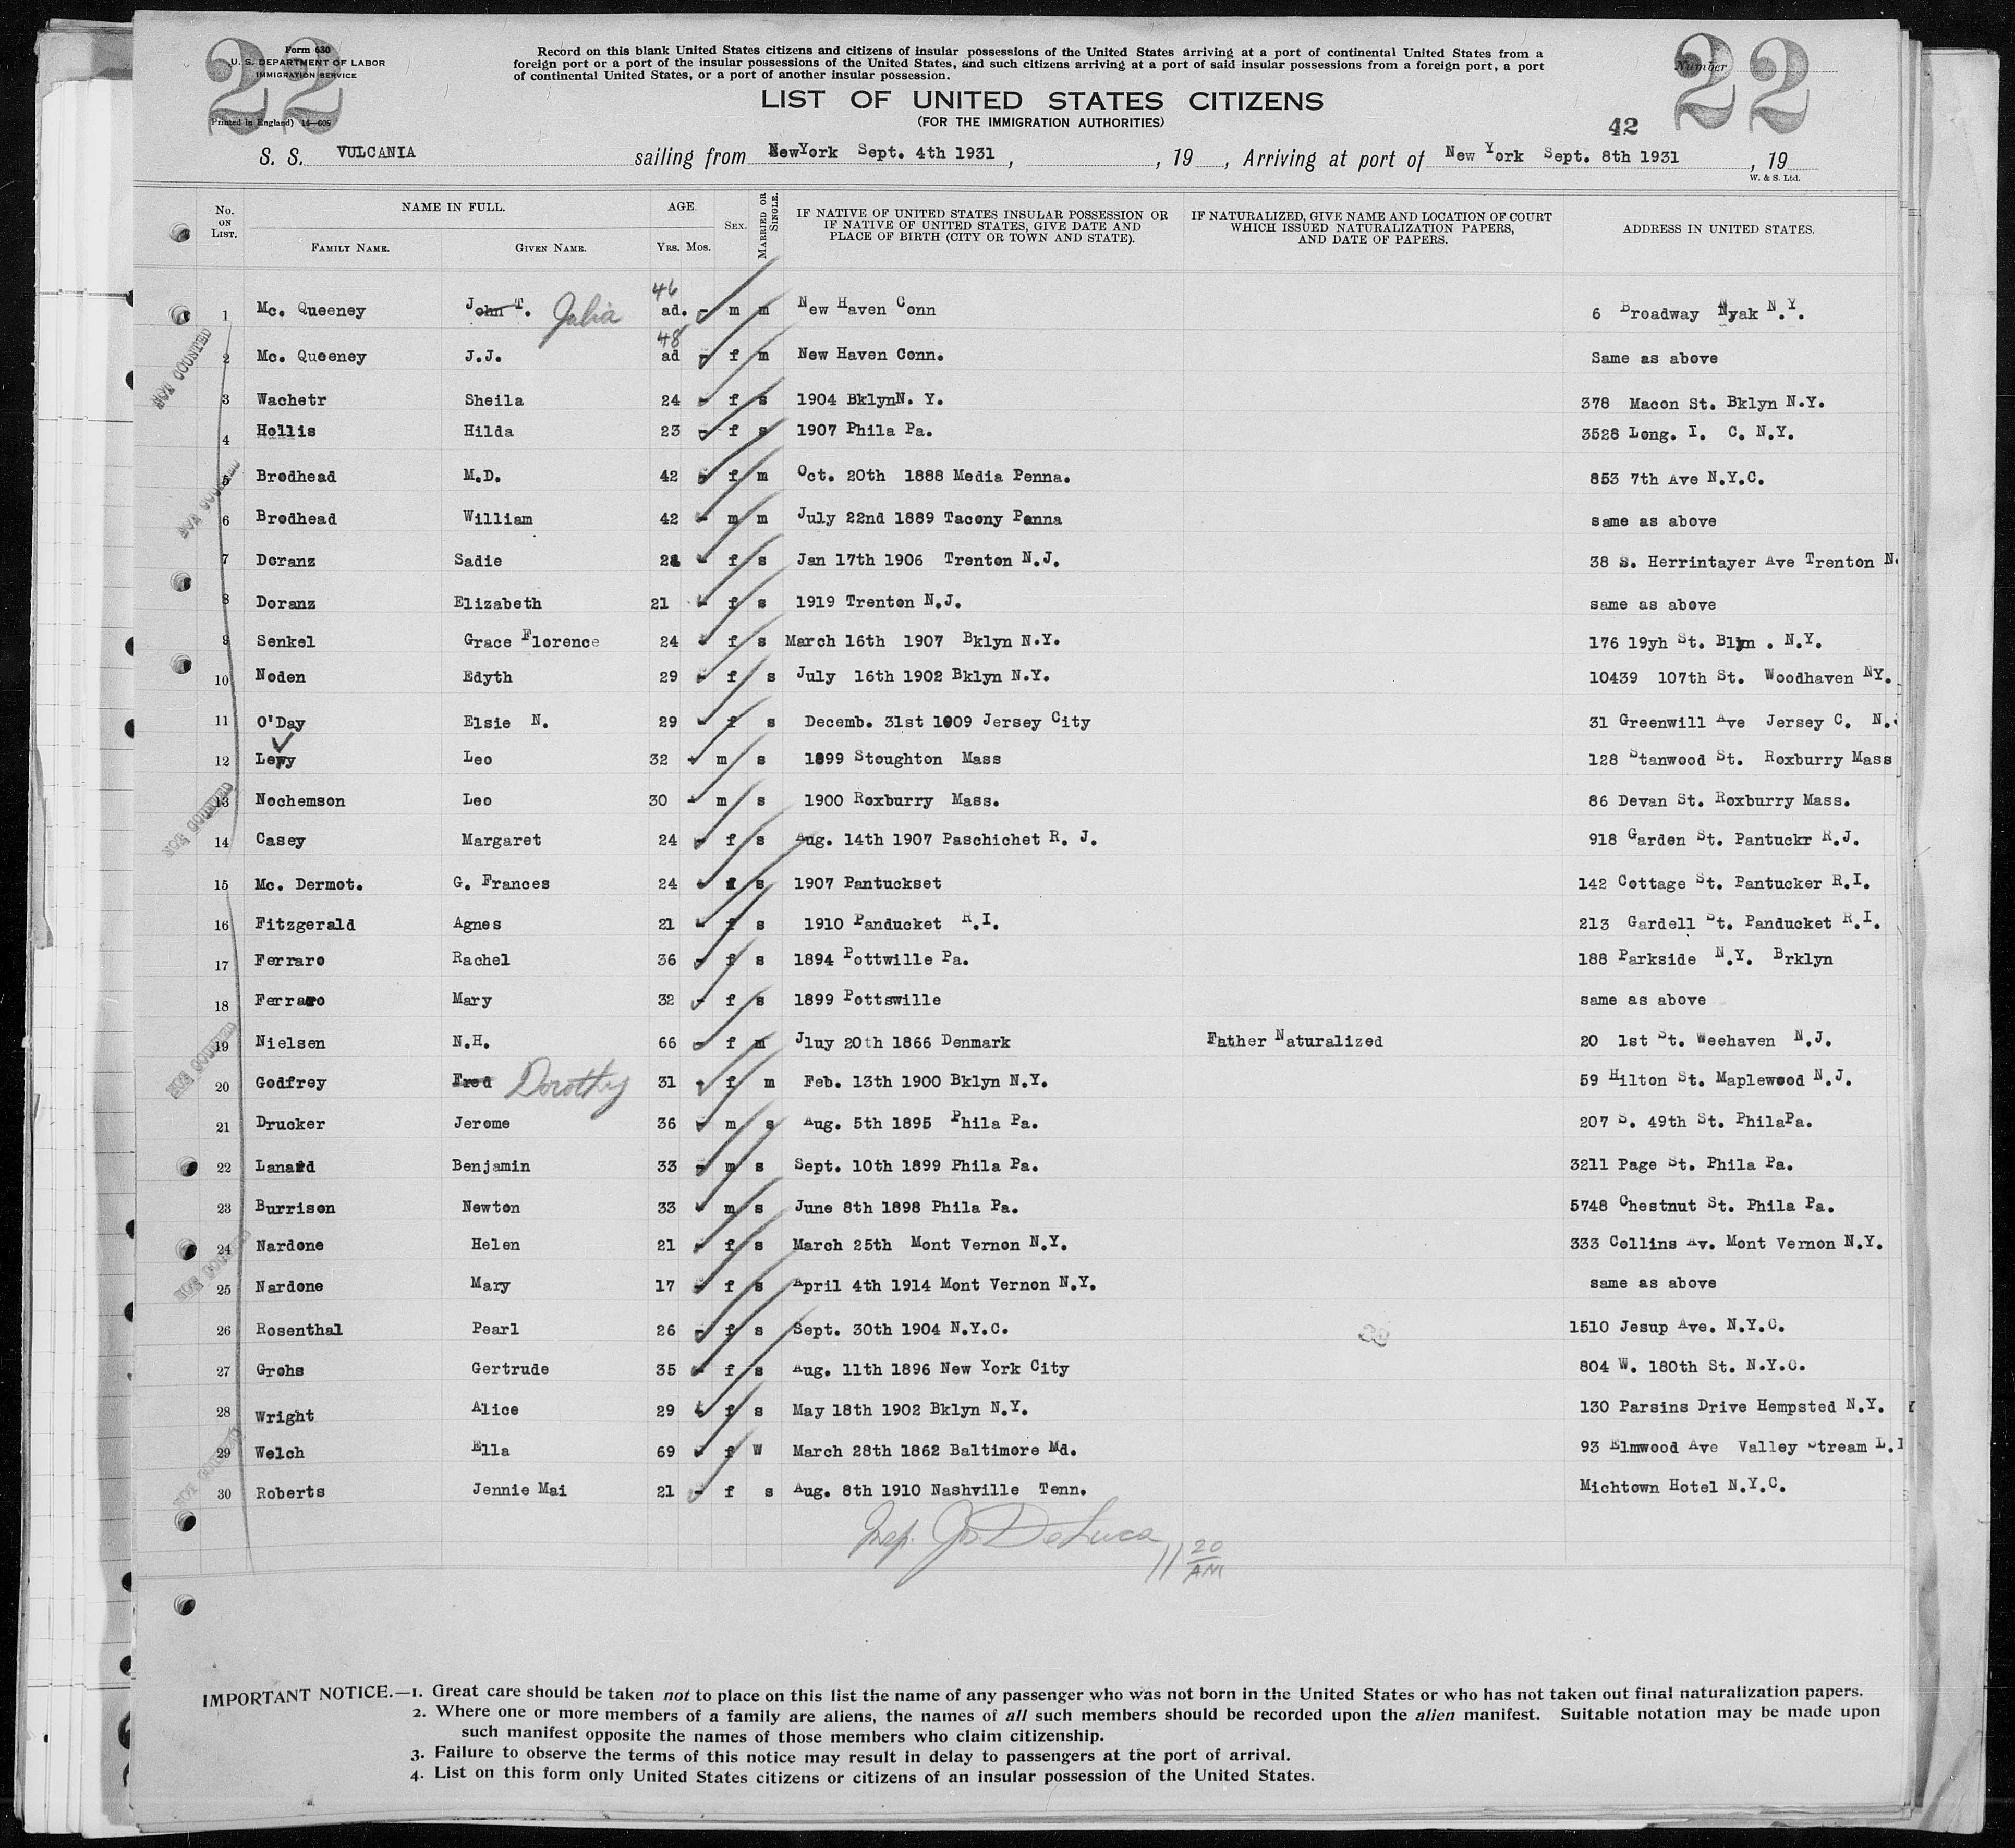 22
Form 630
U. S. DEPARTMENT OF LABOR
IMMIGRATION SERVICE
Printed in England) 14—606
Record on this blank United States citizens and citizens of insular possessions of the United States arriving at a port of continental United States from a
foreign port or a port of the insular possessions of the United States, and such citizens arriving at a port of said insular possessions from a foreign port, a port
of continental United States, or a port of another insular possession.
Number
22
LIST OF UNITED STATES CITIZENS
(FOR THE IMMIGRATION AUTHORITIES)
42
S. S. VULCANIA sailing from NewYork Sept. 4th 1931, , 19 , Arriving at port of New York Sept. 8th 1931 , 19
W. & S. Ltd.
No. ON LIST. NAME IN FULL. FAMILY NAME. GIVEN NAME. AGE. YRS. MOS. SEX. MARRIED OR SINGLE. IF NATIVE OF UNITED STATES INSULAR POSSESSION OR IF NATIVE OF UNITED STATES, GIVE DATE AND PLACE OF BIRTH (CITY OR TOWN AND STATE). IF NATURALIZED, GIVE NAME AND LOCATION OF COURT WHICH ISSUED NATURALIZATION PAPERS, AND DATE OF PAPERS. ADDRESS IN UNITED STATES.
1 Mc. Queeney John T. Julia 46 ad. - m m New Haven Conn 6 Broadway Nyak N.Y.
2 Mc. Queeney J.J. 48 ad - f m New Haven Conn. Same as above
3 Wachetr Sheila 24 - f s 1904 BklynN. Y. 378 Macon St. Bklyn N.Y.
4 Hollis Hilda 23 - f s 1907 Phila Pa. 3528 Long. I. C. N.Y.
5 Brodhead M.D. 42 - f m Oct. 20th 1888 Media Penna. 853 7th Ave N.Y.C.
6 Brodhead William 42 - m m July 22nd 1889 Tacony Penna same as above
7 Doranz Sadie 24 - f s Jan 17th 1906 Trenton N.J. 38 S. Herrintayer Ave Trenton N.
8 Doranz Elizabeth 21 - f s 1919 Trenton N.J. same as above
9 Senkel Grace Florence 24 - f s March 16th 1907 Bklyn N.Y. 176 19yh St. Blyn . N.Y.
10 Noden Edyth 29 - f s July 16th 1902 Bklyn N.Y. 10439 107th St. Woodhaven NY.
11 O'Day Elsie N. 29 - f s Decemb. 31st 1909 Jersey City 31 Greenwill Ave Jersey C. N.J
12 Lewy Leo 32 - m s 1899 Stoughton Mass 128 Stanwood St. Roxburry Mass
13 Nochemson Leo 30 - m s 1900 Roxburry Mass. 86 Devan St. Roxburry Mass.
14 Casey Margaret 24 - f s Aug. 14th 1907 Paschichet R. J. 918 Garden St. Pantuckr R.J.
15 Mc. Dermot. G. Frances 24 - f s 1907 Pantuckset 142 Cottage St. Pantucker R.I.
16 Fitzgerald Agnes 21 - f s 1910 Panducket R.I. 213 Gardell St. Panducket R.I.
17 Ferraro Rachel 36 - f s 1894 Pottwille Pa. 188 Parkside N.Y. Brklyn
18 Ferraro Mary 32 - f s 1899 Pottswille same as above
19 Nielsen N.H. 66 - f m Jluy 20th 1866 Denmark Father Naturalized 20 1st St. Weehaven N.J.
20 Godfrey Fred Dorothy 31 - f m Feb. 13th 1900 Bklyn N.Y. 59 Hilton St. Maplewood N.J.
21 Drucker Jerome 36 - m s Aug. 5th 1895 Phila Pa. 207 S. 49th St. PhilaPa.
22 Lanard Benjamin 33 - m s Sept. 10th 1899 Phila Pa. 3211 Page St. Phila Pa.
23 Burrison Newton 33 - m s June 8th 1898 Phila Pa. 5748 Chestnut St. Phila Pa.
24 Nardone Helen 21 - f s March 25th Mont Vernon N.Y. 333 Collins Av. Mont Vernon N.Y.
25 Nardone Mary 17 - f s April 4th 1914 Mont Vernon N.Y. same as above
26 Rosenthal Pearl 26 - f s Sept. 30th 1904 N.Y.C. 1510 Jesup Ave. N.Y.C.
27 Grohs Gertrude 35 - f s Aug. 11th 1896 New York City 804 W. 180th St. N.Y.C.
28 Wright Alice 29 - f s May 18th 1902 Bklyn N.Y. 130 Parsins Drive Hempsted N.Y.
29 Welch Ella 69 - f W March 28th 1862 Baltimore Md. 93 Elmwood Ave Valley Stream L.I
30 Roberts Jennie Mai 21 - f s Aug. 8th 1910 Nashville Tenn. Michtown Hotel N.Y.C.
NOT COUNTED
NOT COUNTED
NOT COUNTED
NOT COUNTED
NOT COUNTED
NOT COUNTED
Insp. Jn DeLuca 11 20 AM
IMPORTANT NOTICE.—1. Great care should be taken not to place on this list the name of any passenger who was not born in the United States or who has not taken out final naturalization papers.
2. Where one or more members of a family are aliens, the names of all such members should be recorded upon the alien manifest. Suitable notation may be made upon
such manifest opposite the names of those members who claim citizenship.
3. Failure to observe the terms of this notice may result in delay to passengers at the port of arrival.
4. List on this form only United States citizens or citizens of an insular possession of the United States.